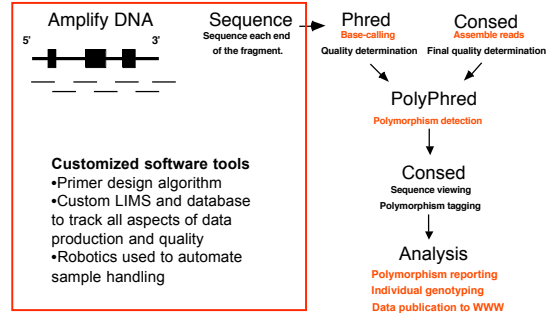 Amplify DNA
5'
3'
Sequence
Sequence each end
of the fragment.
Phred
Base-calling
Quality determination
Consed
Assemble reads
Final quality determination
PolyPhred
Polymorphism detection
Customized software tools
•Primer design algorithm
•Custom LIMS and database
to track all aspects of data
production and quality
•Robotics used to automate
sample handling
Consed
Sequence viewing
Polymorphism tagging
Analysis
Polymorphism reporting
Individual genotyping
Data publication to WWW